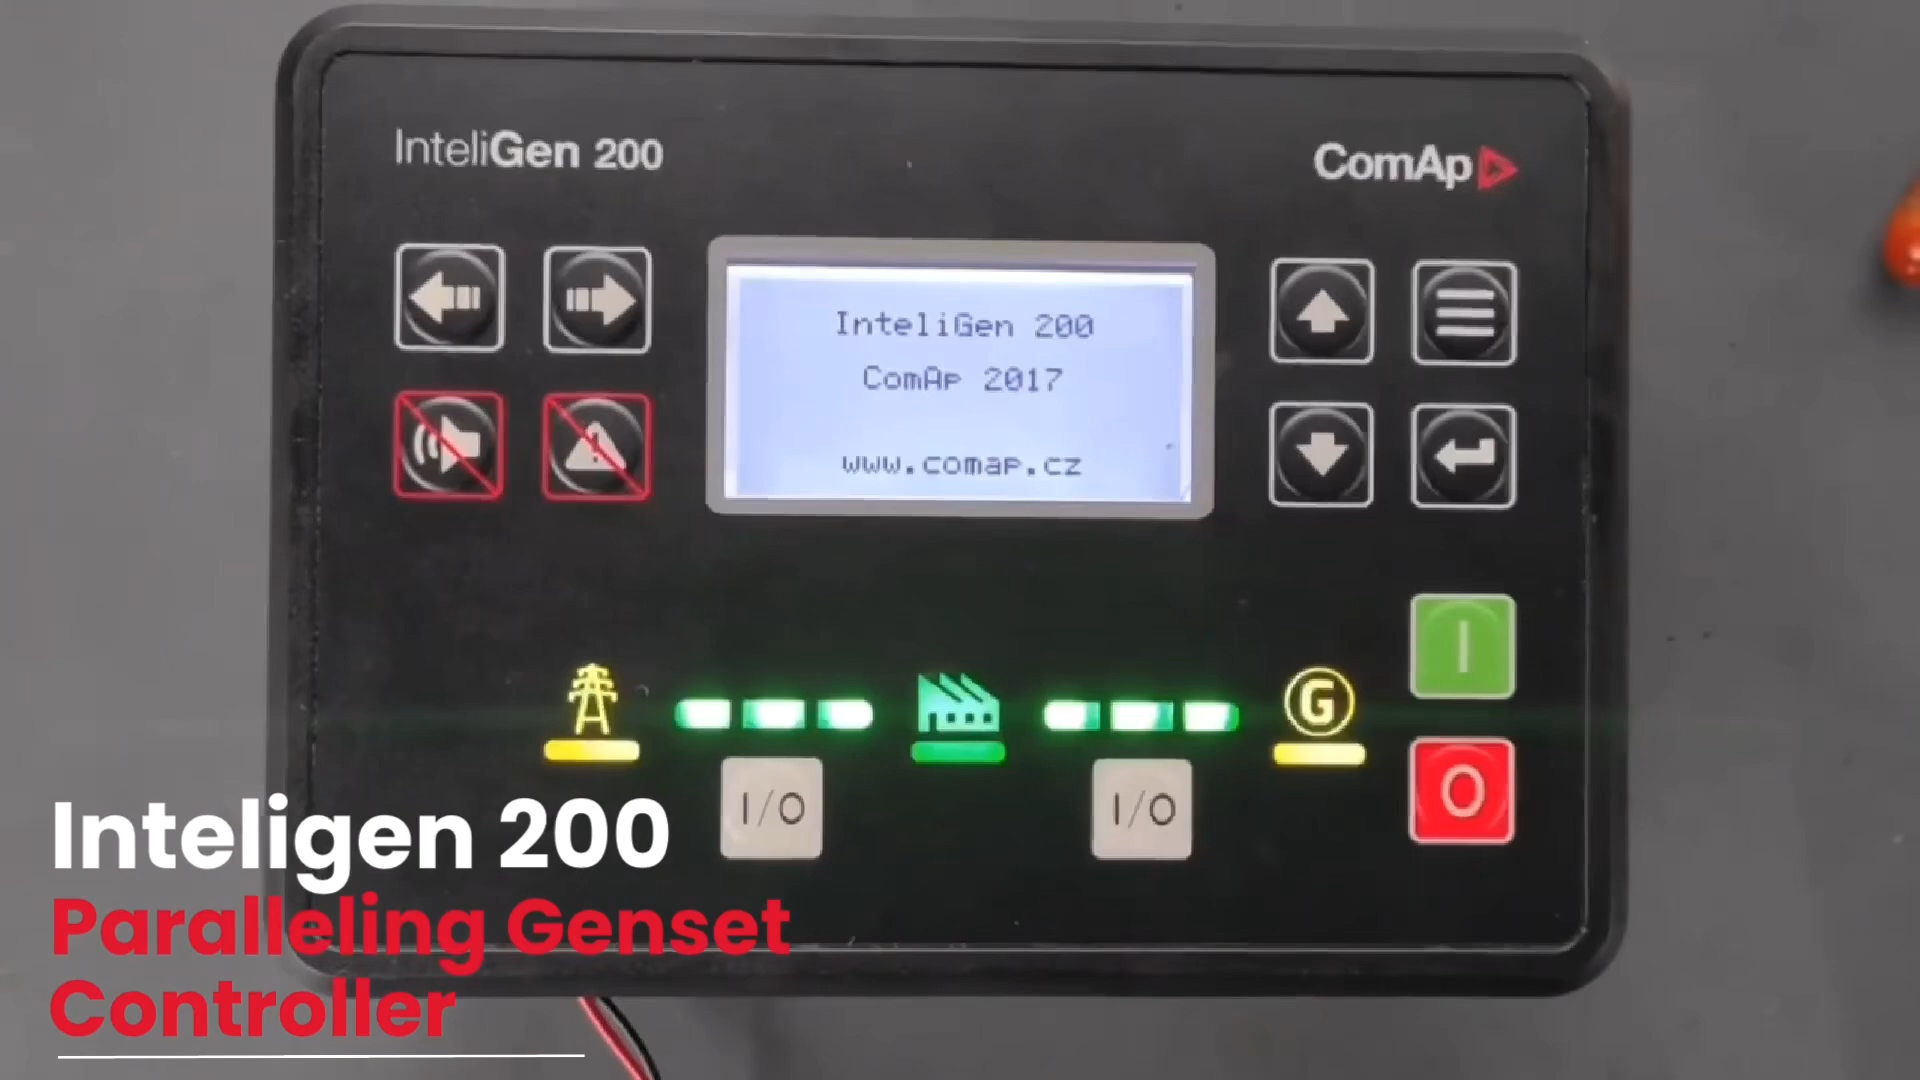 InteliGen 200
ComAp
InteliGen 200
ComAp 2017
www.comap.cz
G
I
I/O
I/O
O
Inteligen 200
Paralleling Genset
Controller